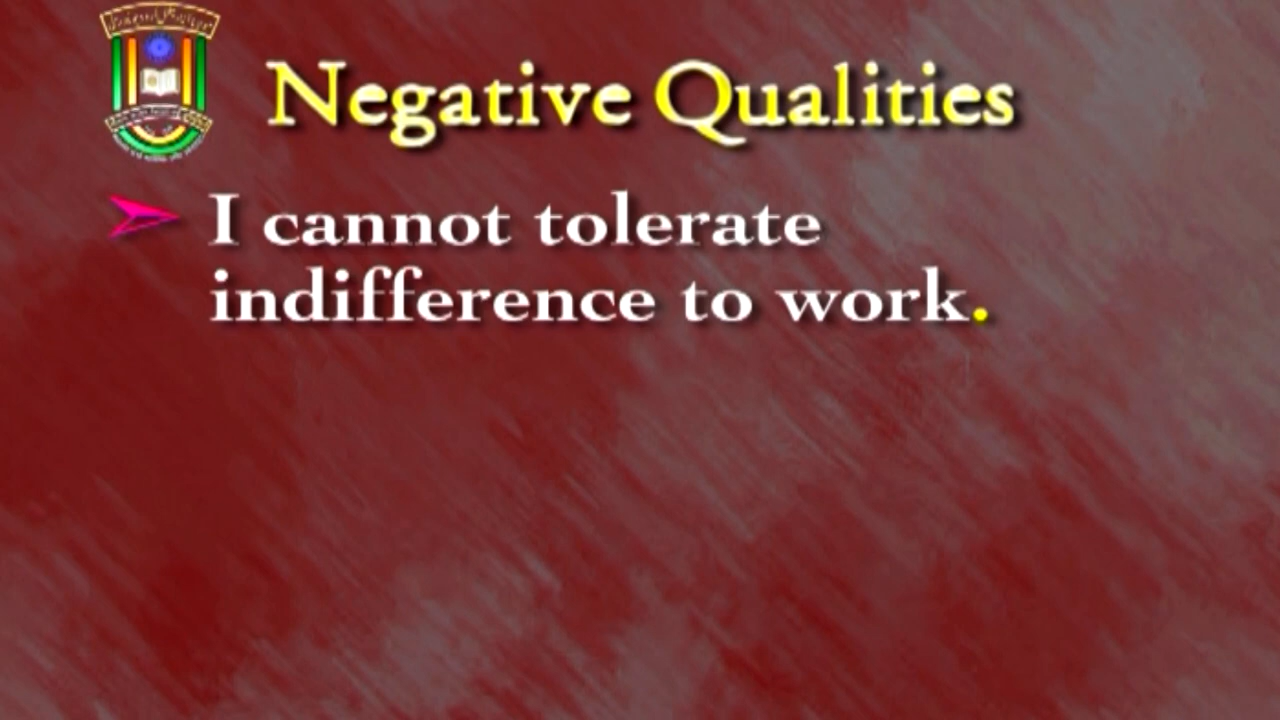 Negative Qualities
I cannot tolerate
indifference to work.